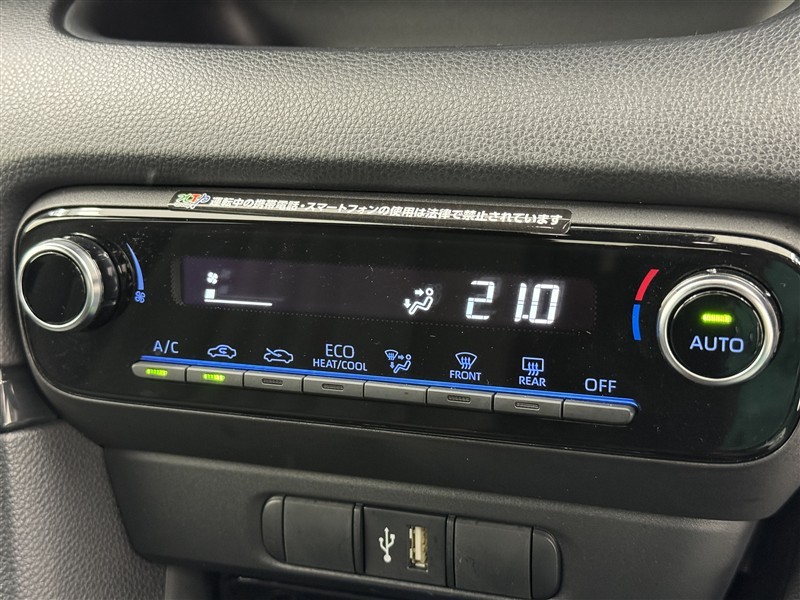 運転中の携帯電話・スマートフォンの使用は法律で禁止されています
21.0
AUTO
A/C
ECO
HEAT/COOL
FRONT
REAR
OFF